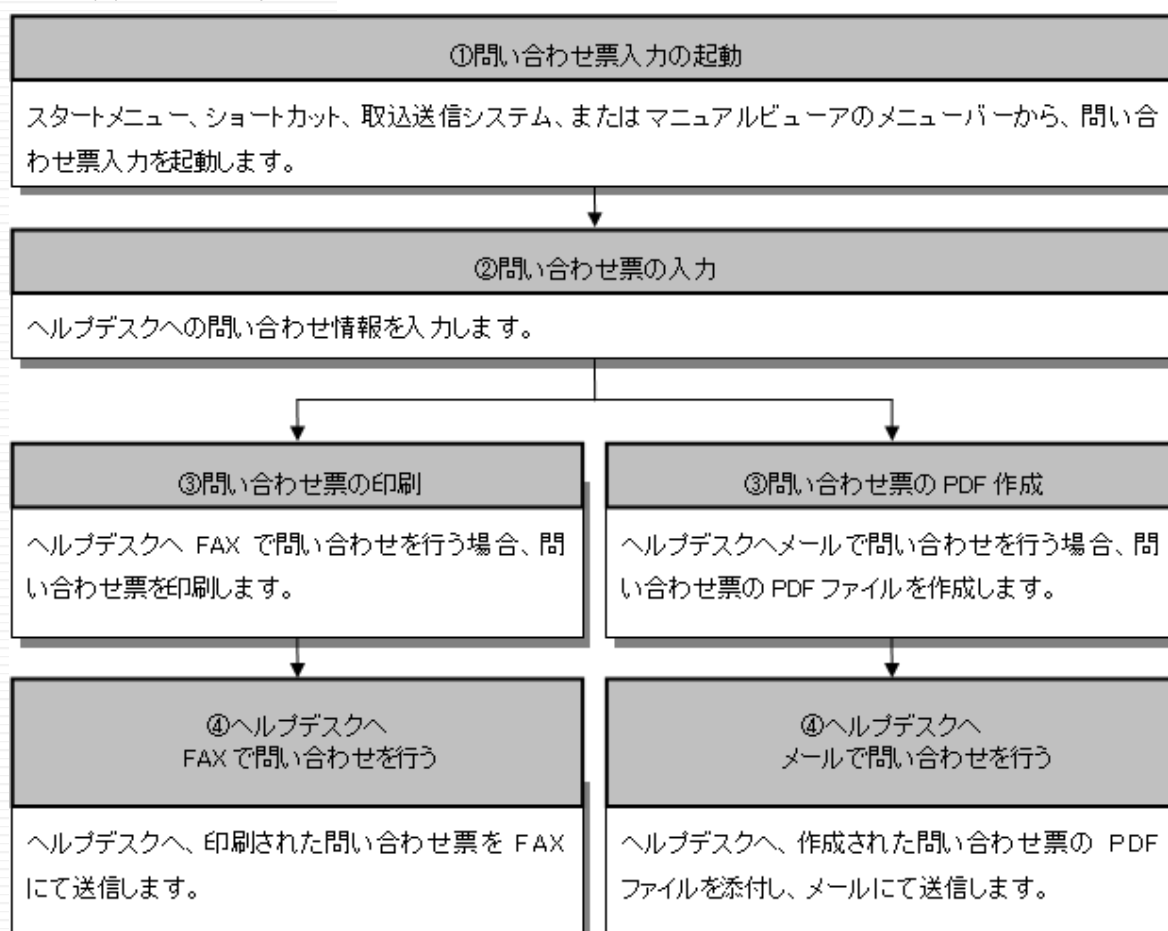 ①問い合わせ票入力の起動
スタートメニュー、ショートカット、取込送信システム、またはマニュアルビューアのメニューバーから、問い合
わせ票入力を起動します。
②問い合わせ票の入力
ヘルプデスクへの問い合わせ情報を入力します。
③問い合わせ票の印刷
ヘルプデスクへ FAX で問い合わせを行う場合、問
い合わせ票を印刷します。
③問い合わせ票の PDF 作成
ヘルプデスクへメールで問い合わせを行う場合、問
い合わせ票の PDF ファイルを作成します。
④ヘルプデスクへ
FAX で問い合わせを行う
ヘルプデスクへ、印刷された問い合わせ票を FAX
にて送信します。
④ヘルプデスクへ
メールで問い合わせを行う
ヘルプデスクへ、作成された問い合わせ票の PDF
ファイルを添付し、メールにて送信します。